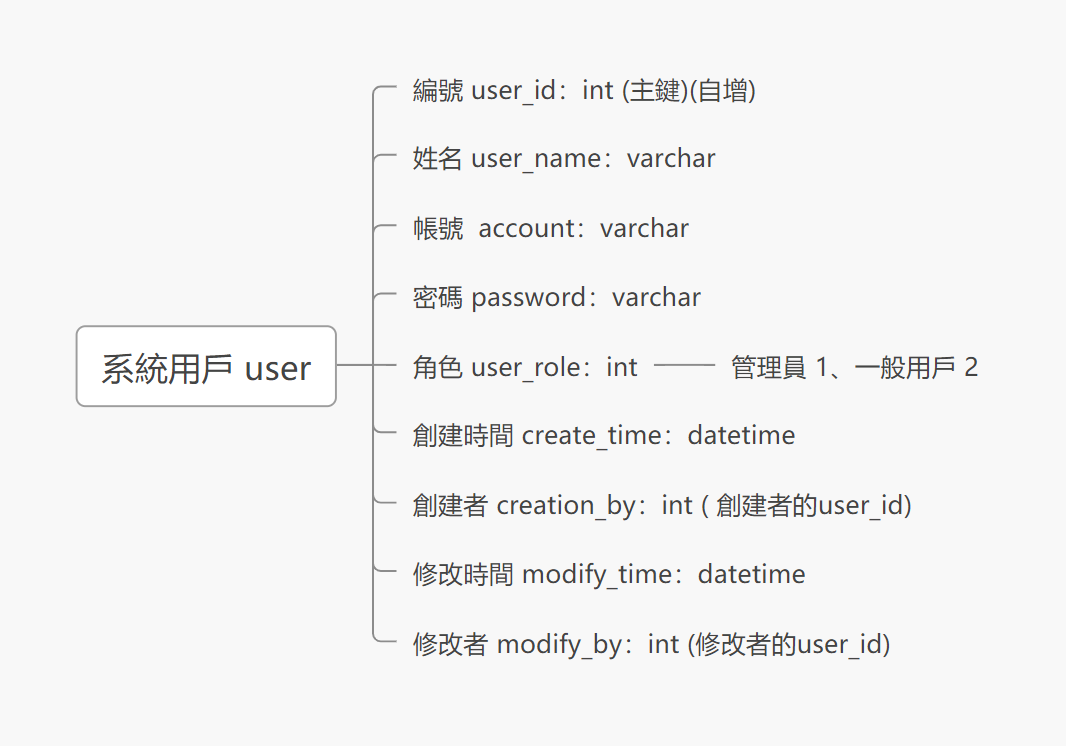 編號 user_id：int (主鍵)(自增)
姓名 user_name：varchar
帳號 account：varchar
密碼 password：varchar
系統用戶 user
角色 user_role：int
管理員 1、一般用戶 2
創建時間 create_time：datetime
創建者 creation_by：int ( 創建者的user_id)
修改時間 modify_time：datetime
修改者 modify_by：int (修改者的user_id)